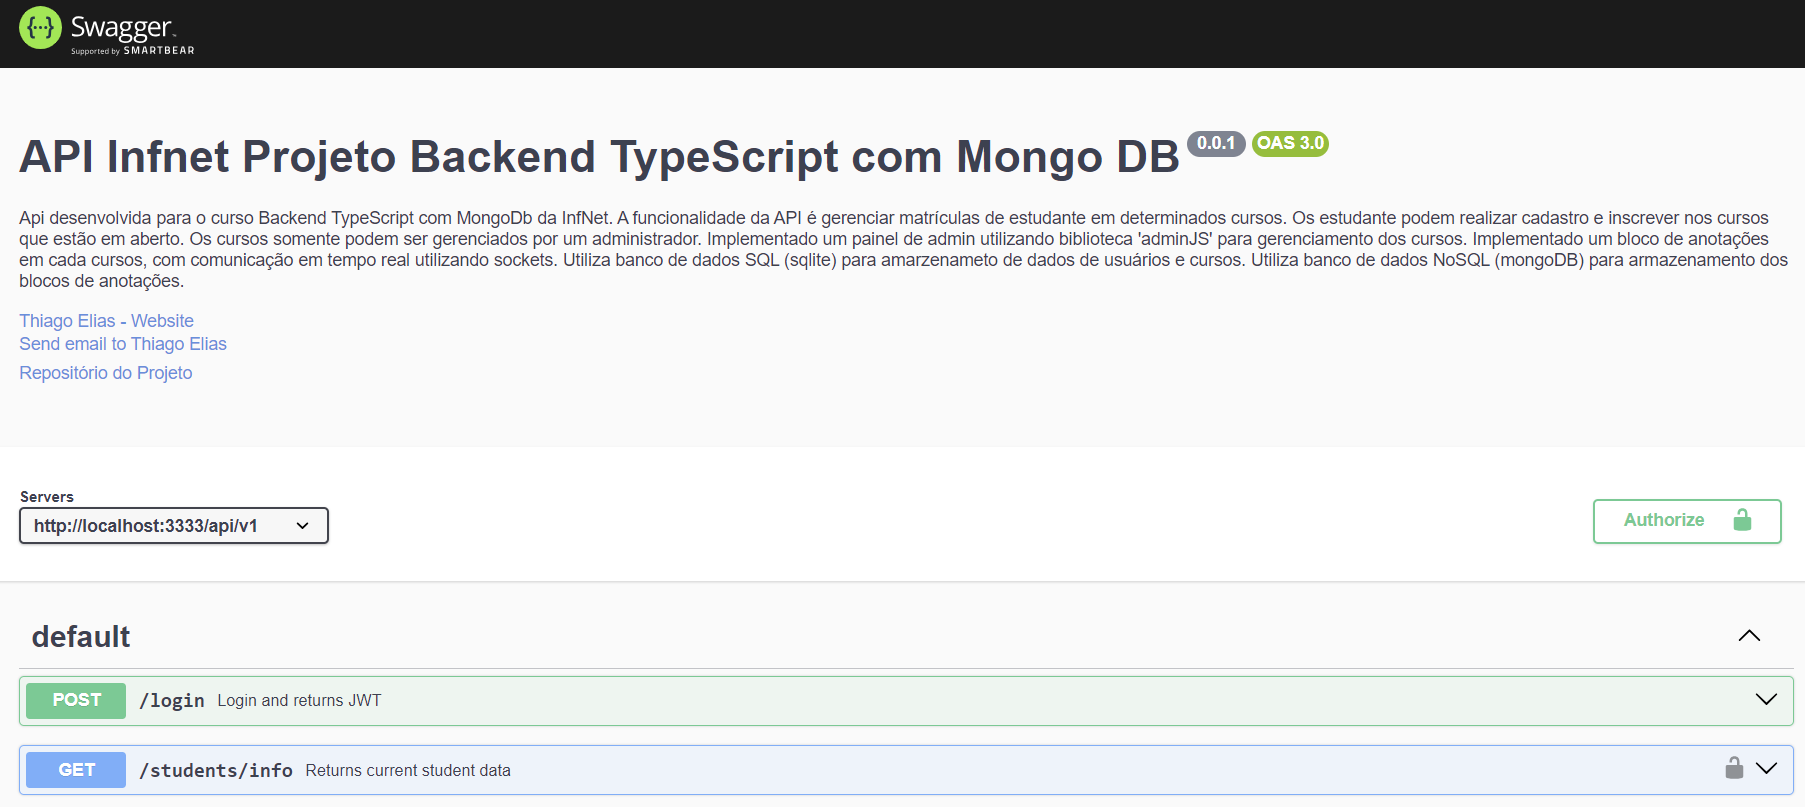 Swagger.
Supported by SMARTBEAR
API Infnet Projeto Backend TypeScript com Mongo DB 0.0.1 OAS 3.0
Api desenvolvida para o curso Backend TypeScript com MongoDb da InfNet. A funcionalidade da API é gerenciar matrículas de estudante em determinados cursos. Os estudante podem realizar cadastro e inscrever nos cursos
que estão em aberto. Os cursos somente podem ser gerenciados por um administrador. Implementado um painel de admin utilizando biblioteca 'adminJS' para gerenciamento dos cursos. Implementado um bloco de anotações
em cada cursos, com comunicação em tempo real utilizando sockets. Utiliza banco de dados SQL (sqlite) para amarzenameto de dados de usuários e cursos. Utiliza banco de dados NoSQL (mongoDB) para armazenamento dos
blocos de anotações.
Thiago Elias - Website
Send email to Thiago Elias
Repositório do Projeto
Servers
http://localhost:3333/api/v1
Authorize
default
POST /login Login and returns JWT
GET /students/info Returns current student data